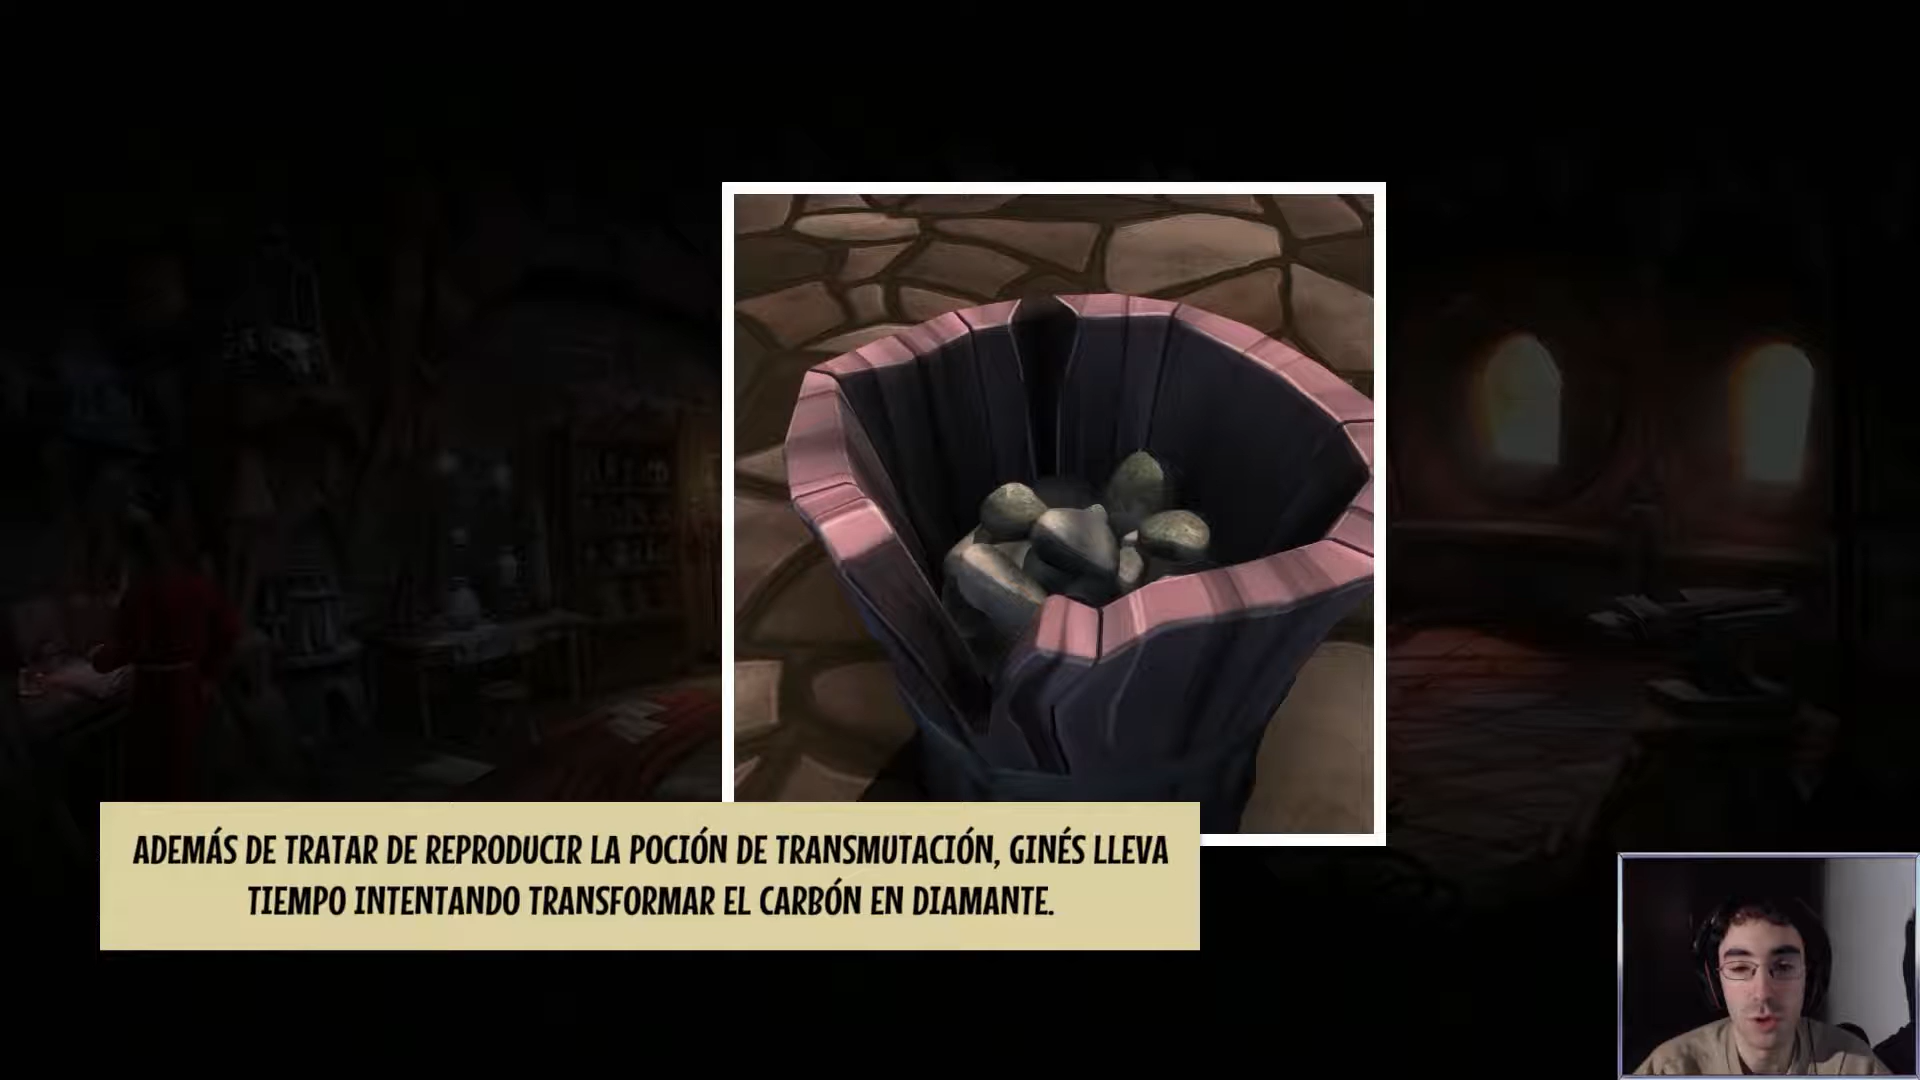 ADEMÁS DE TRATAR DE REPRODUCIR LA POCIÓN DE TRANSMUTACIÓN, GINÉS LLEVA
TIEMPO INTENTANDO TRANSFORMAR EL CARBÓN EN DIAMANTE.